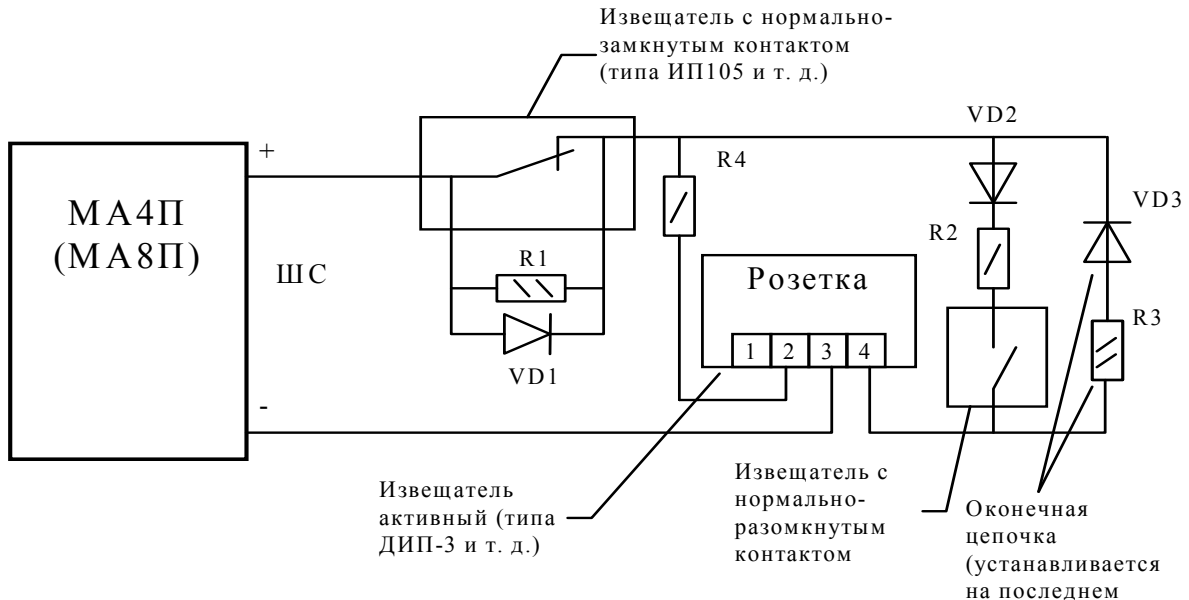 Извещатель с нормально-
замкнутым контактом
(типа ИП105 и т. д.)
VD2
+
R4
МА4П
(МА8П)
VD3
R2
ШС
R1
Розетка
R3
1 2 3 4
VD1
-
Извещатель
активный (типа
ДИП-3 и т. д.)
Извещатель с
нормально-
разомкнутым
контактом
Оконечная
цепочка
(устанавливается
на последнем